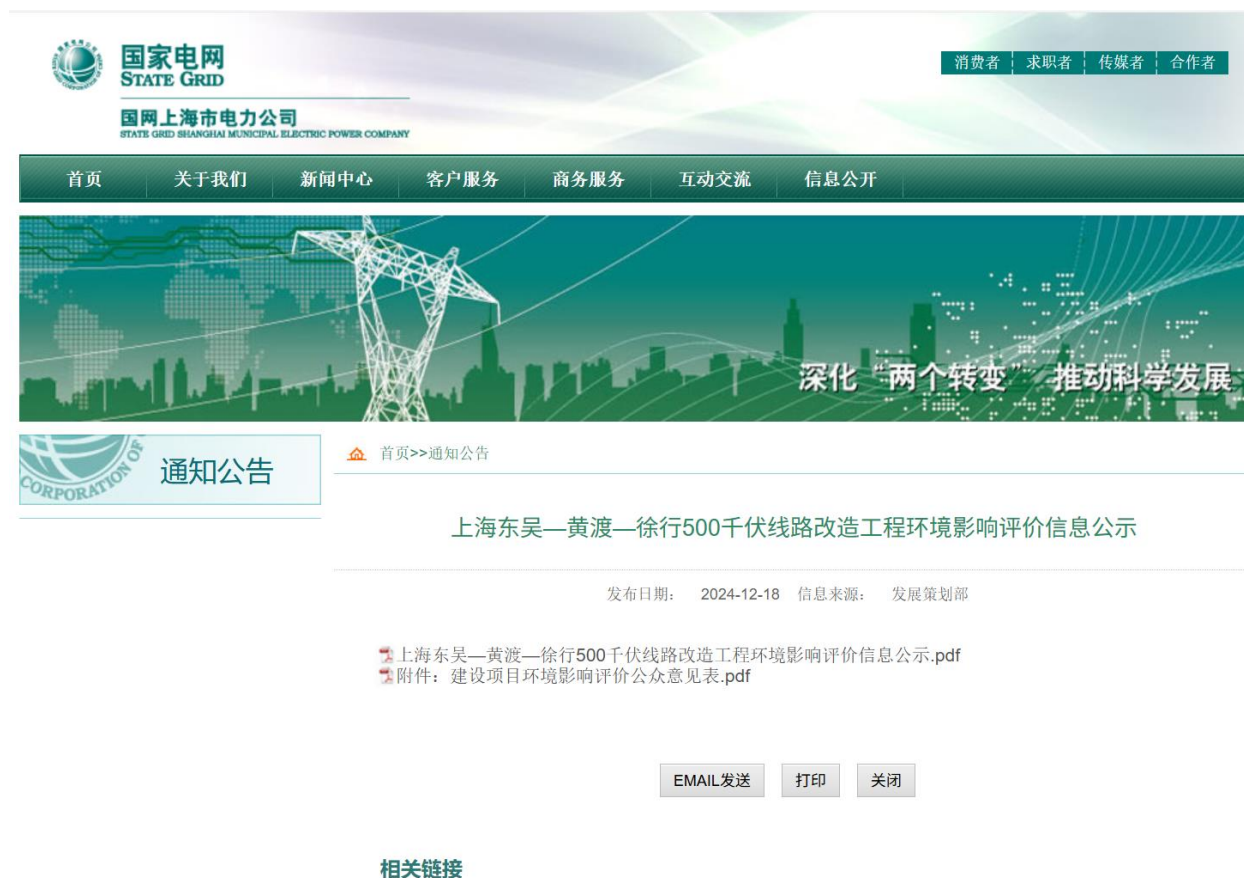 国家电网
STATE GRID
国网上海市电力公司
STATE GRID SHANGHAI MUNICIPAL ELECTRIC POWER COMPANY
消费者 求职者 传媒者 合作者
首页 关于我们 新闻中心 客户服务 商务服务 互动交流 信息公开
深化“两个转变” 推动科学发展
CORPORATION OF
通知公告
首页>>通知公告
上海东吴—黄渡—徐行500千伏线路改造工程环境影响评价信息公示
发布日期： 2024-12-18 信息来源： 发展策划部
上海东吴—黄渡—徐行500千伏线路改造工程环境影响评价信息公示.pdf
附件：建设项目环境影响评价公众意见表.pdf
EMAIL发送 打印 关闭
相关链接